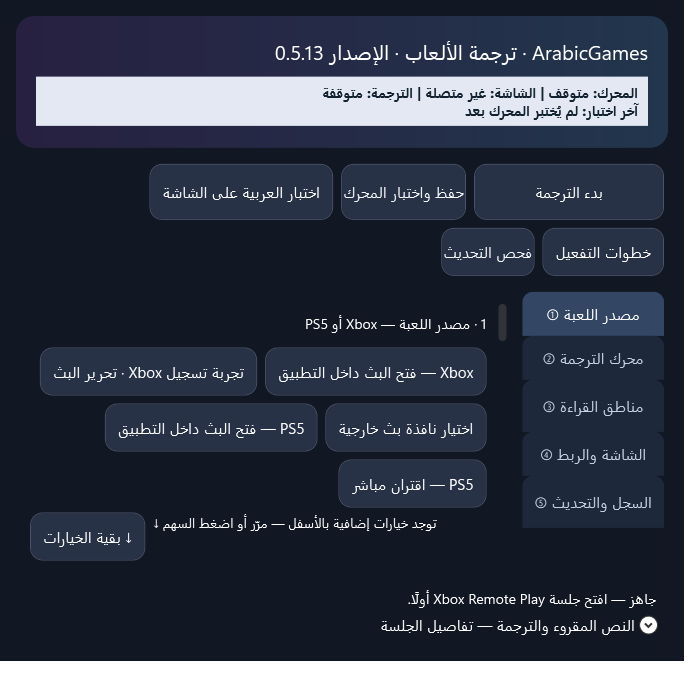 ArabicGames · ترجمة الألعاب · الإصدار 0.5.13
المحرك: متوقف | الشاشة: غير متصلة | الترجمة: متوقفة
آخر اختبار: لم يُختبر المحرك بعد
بدء الترجمة
حفظ واختبار المحرك
اختبار العربية على الشاشة
خطوات التفعيل
فحص التحديث
مصدر اللعبة ①
محرك الترجمة ②
مناطق القراءة ③
الشاشة والربط ④
السجل والتحديث ⑤
1 · مصدر اللعبة — Xbox أو PS5
Xbox — فتح البث داخل التطبيق
تجربة تسجيل Xbox · تحرير البث
اختيار نافذة بث خارجية
PS5 — فتح البث داخل التطبيق
PS5 — اقتران مباشر
توجد خيارات إضافية بالأسفل — مرّر أو اضغط السهم ↓
↓ بقية الخيارات
جاهز — افتح جلسة Xbox Remote Play أولًا.
النص المقروء والترجمة — تفاصيل الجلسة